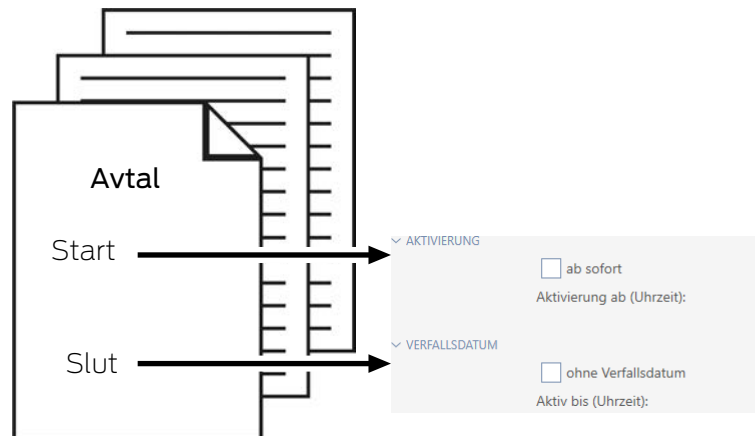 Avtal
Start
AKTIVIERUNG
ab sofort
Aktivierung ab (Uhrzeit):
Slut
VERFALLSDATUM
ohne Verfallsdatum
Aktiv bis (Uhrzeit):